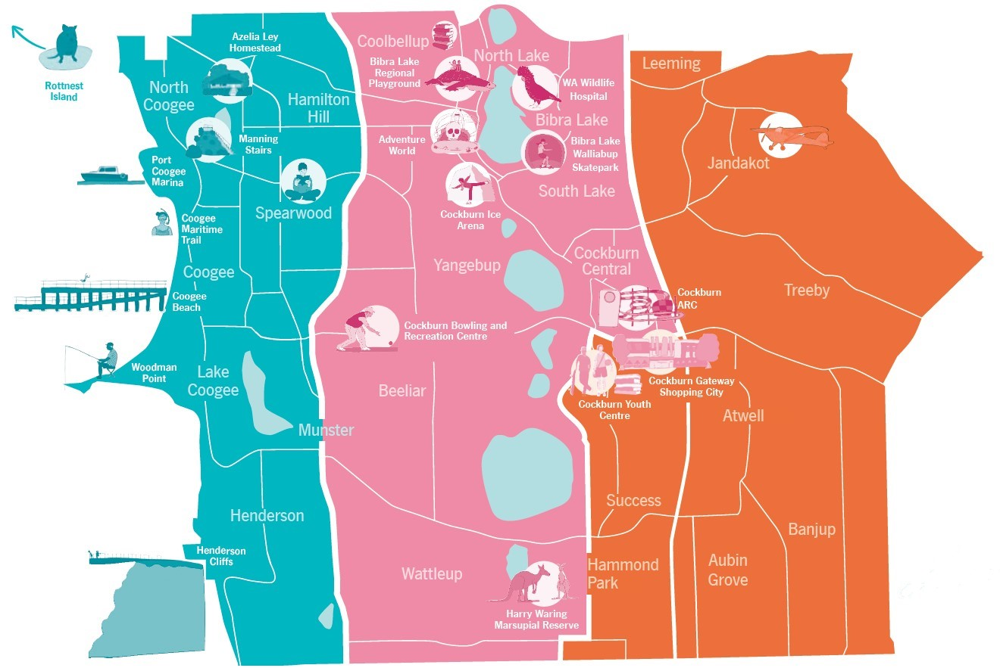 Rottnest
Island
Azelia Ley
Homestead
North
Coogee
Hamilton
Hill
Manning
Stairs
Port
Coogee
Marina
Spearwood
Coogee
Maritime
Trail
Coogee
Coogee
Beach
Woodman
Point
Lake
Coogee
Munster
Henderson
Henderson
Cliffs
Coolbellup
North Lake
Bibra Lake
Regional
Playground
WA Wildlife
Hospital
Bibra Lake
Adventure
World
Bibra Lake
Walliabup
Skatepark
South Lake
Cockburn Ice
Arena
Yangebup
Cockburn
Central
Cockburn
ARC
Cockburn Bowling and
Recreation Centre
Cockburn Gateway
Shopping City
Cockburn Youth
Centre
Beeliar
Wattleup
Harry Waring
Marsupial Reserve
Leeming
Jandakot
Treeby
Atwell
Success
Banjup
Hammond
Park
Aubin
Grove